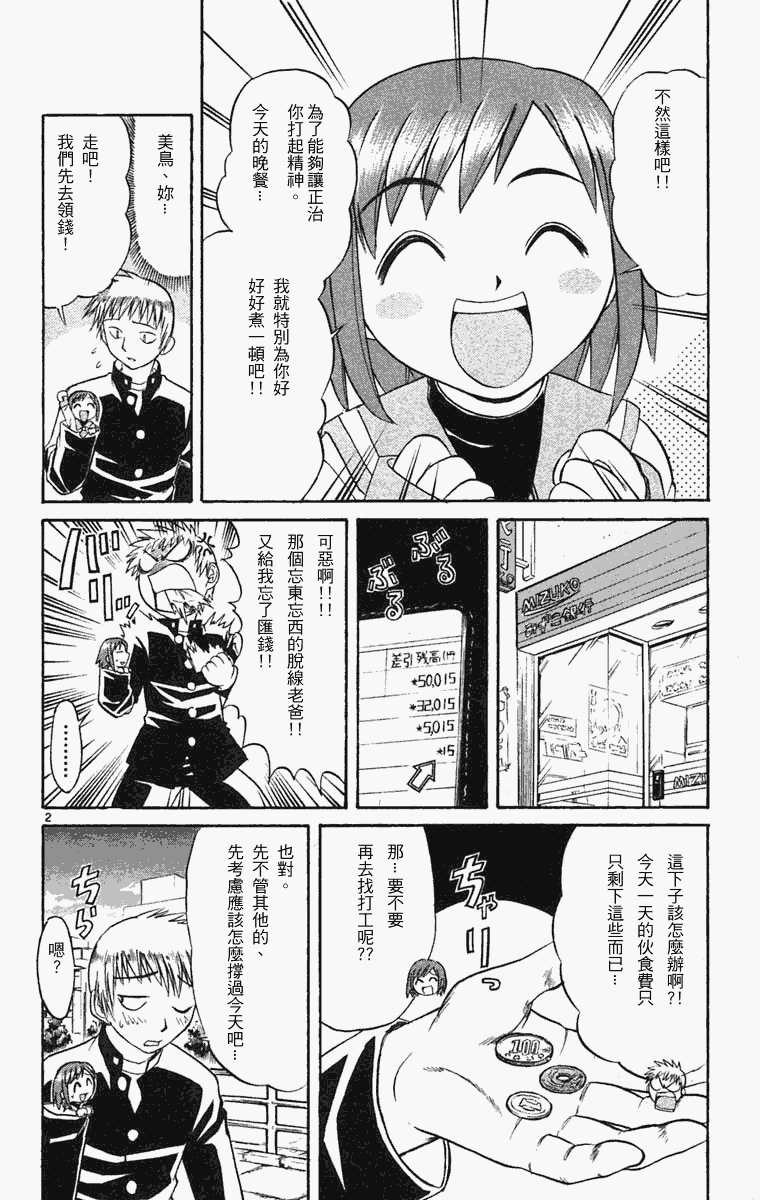 不然這樣吧!!
為了能夠讓正治
你打起精神。
今天的晚餐…
我就特別為你好
好好煮一頓吧!!
美鳥、妳…
走吧！
我們先去領錢！
MIZUKO
MIZUKO
ぶる
ぶる
差引残高
*50,015
*32,015
*5,015
*15
可惡啊!!!
那個忘東忘西的脫線老爸!!
又給我忘了匯錢!!
………
2
這下子該怎麼辦啊?!
今天一天的伙食費只
只剩下這些而已…
那…要不要
再去找打工呢??
ちゃり
100
也對。
先不管其他的、
先考慮應該怎麼撐過今天吧…
ちら
嗯?